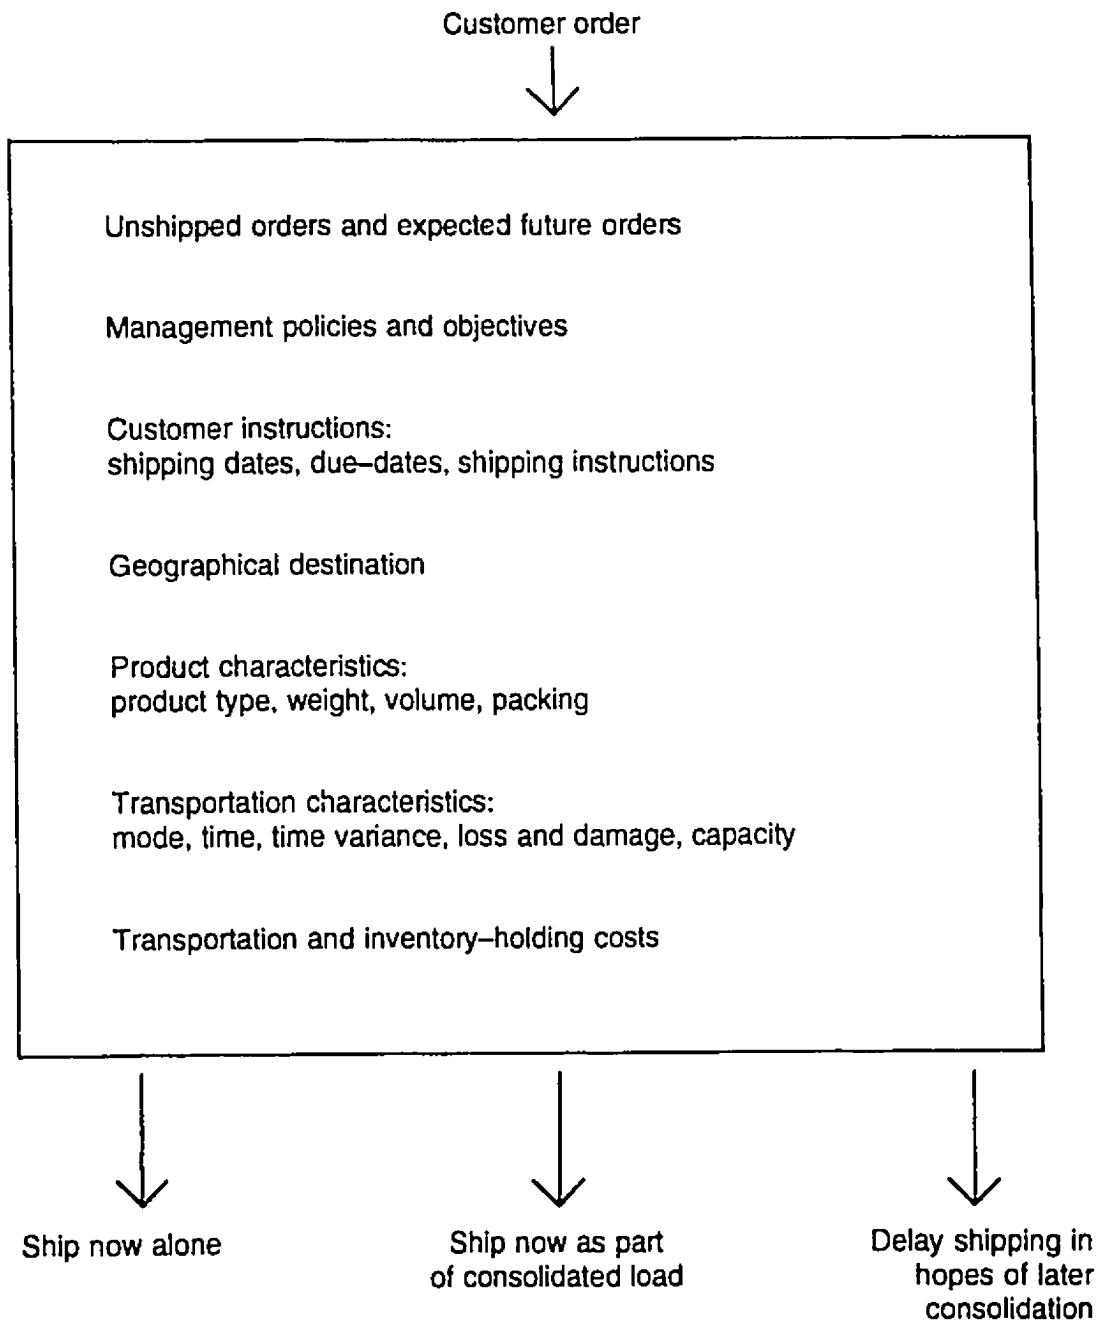 Customer order
Unshipped orders and expected future orders
Management policies and objectives
Customer instructions:
shipping dates, due–dates, shipping instructions
Geographical destination
Product characteristics:
product type, weight, volume, packing
Transportation characteristics:
mode, time, time variance, loss and damage, capacity
Transportation and inventory–holding costs
Ship now alone
Ship now as part
of consolidated load
Delay shipping in
hopes of later
consolidation